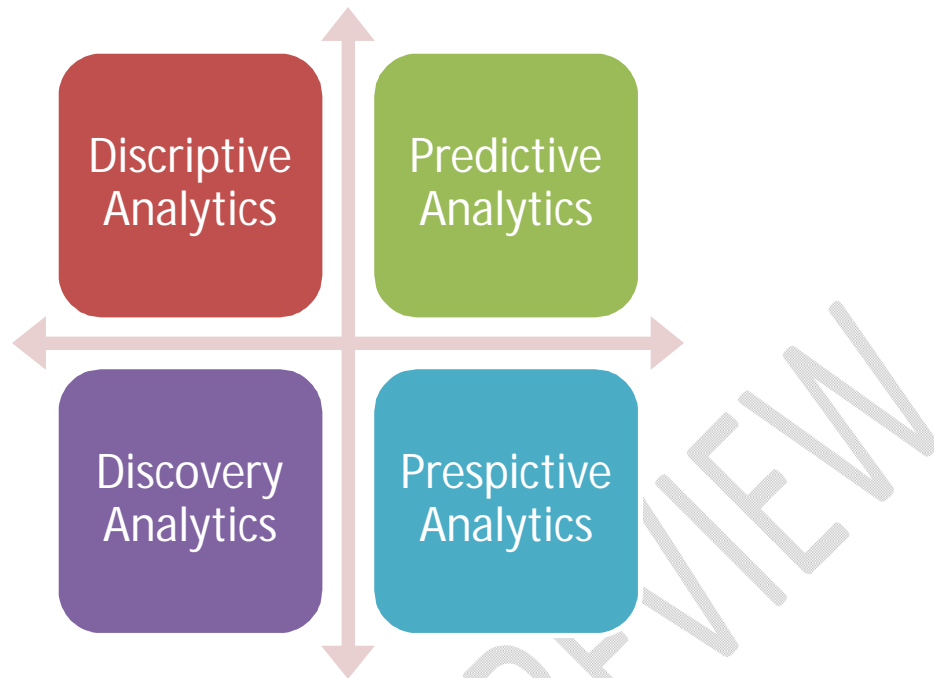 Discriptive
Analytics
Predictive
Analytics
Discovery
Analytics
Prespictive
Analytics